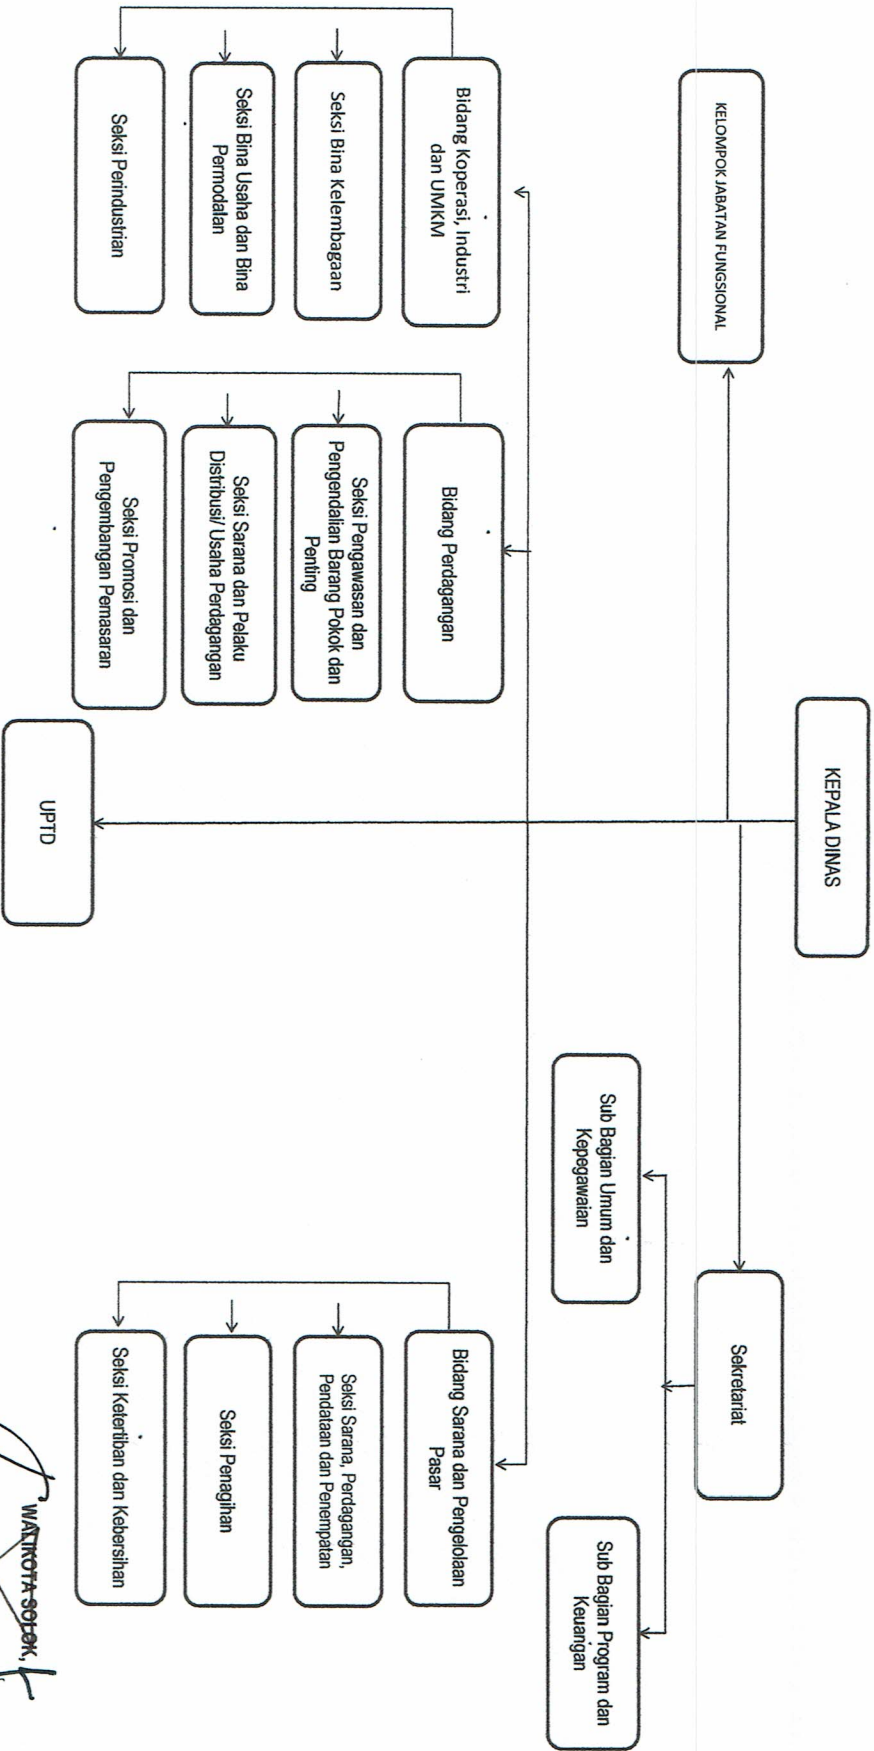 KEPALA DINAS
KELOMPOK JABATAN FUNGSIONAL
Sekretariat
Sub Bagian Umum dan
Kepegawaian
Sub Bagian Program dan
Keuangan
Bidang Koperasi, Industri
dan UMKM
Seksi Bina Kelembagaan
Seksi Bina Usaha dan Bina
Permodalan
Seksi Perindustrian
Bidang Perdagangan
Seksi Pengawasan dan
Pengendalian Barang Pokok dan
Penting
Seksi Sarana dan Pelaku
Distribusi/ Usaha Perdagangan
Seksi Promosi dan
Pengembangan Pemasaran
Bidang Sarana dan Pengelolaan
Pasar
Seksi Sarana, Perdagangan,
Pendataan dan Penempatan
Seksi Penagihan
Seksi Ketertiban dan Kebersihan
UPTD
WALIKOTA SOLOK,